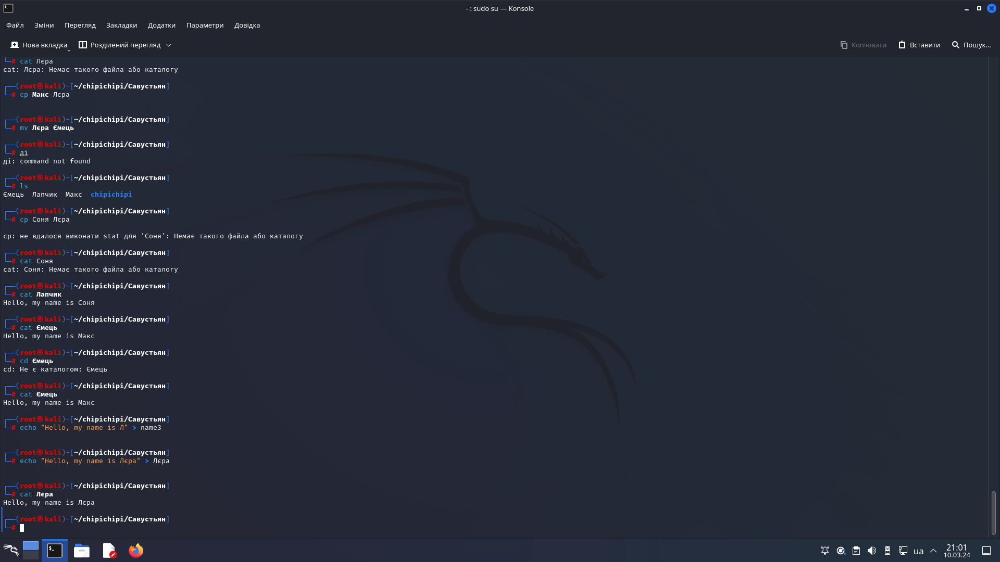 - : sudo su — Konsole
Файл Зміни Перегляд Закладки Додатки Параметри Довідка
Нова вкладка Розділений перегляд Копіювати Вставити Пошук...
└─# cat Лєра
cat: Лєра: Немає такого файла або каталогу
┌──(root㉿kali)-[~/chipichipi/Савустьян]
└─# cp Макс Лєра
┌──(root㉿kali)-[~/chipichipi/Савустьян]
└─# mv Лєра Ємець
┌──(root㉿kali)-[~/chipichipi/Савустьян]
└─# ді
ді: command not found
┌──(root㉿kali)-[~/chipichipi/Савустьян]
└─# ls
Ємець Лапчик Макс chipichipi
┌──(root㉿kali)-[~/chipichipi/Савустьян]
└─# cp Соня Лєра
cp: не вдалося виконати stat для 'Соня': Немає такого файла або каталогу
┌──(root㉿kali)-[~/chipichipi/Савустьян]
└─# cat Соня
cat: Соня: Немає такого файла або каталогу
┌──(root㉿kali)-[~/chipichipi/Савустьян]
└─# cat Лапчик
Hello, my name is Соня
┌──(root㉿kali)-[~/chipichipi/Савустьян]
└─# cat Ємець
Hello, my name is Макс
┌──(root㉿kali)-[~/chipichipi/Савустьян]
└─# cd Ємець
cd: Не є каталогом: Ємець
┌──(root㉿kali)-[~/chipichipi/Савустьян]
└─# cat Ємець
Hello, my name is Макс
┌──(root㉿kali)-[~/chipichipi/Савустьян]
└─# echo "Hello, my name is Л" > name3
┌──(root㉿kali)-[~/chipichipi/Савустьян]
└─# echo "Hello, my name is Лєра" > Лєра
┌──(root㉿kali)-[~/chipichipi/Савустьян]
└─# cat Лєра
Hello, my name is Лєра
┌──(root㉿kali)-[~/chipichipi/Савустьян]
└─#
ua 21:01
10.03.24